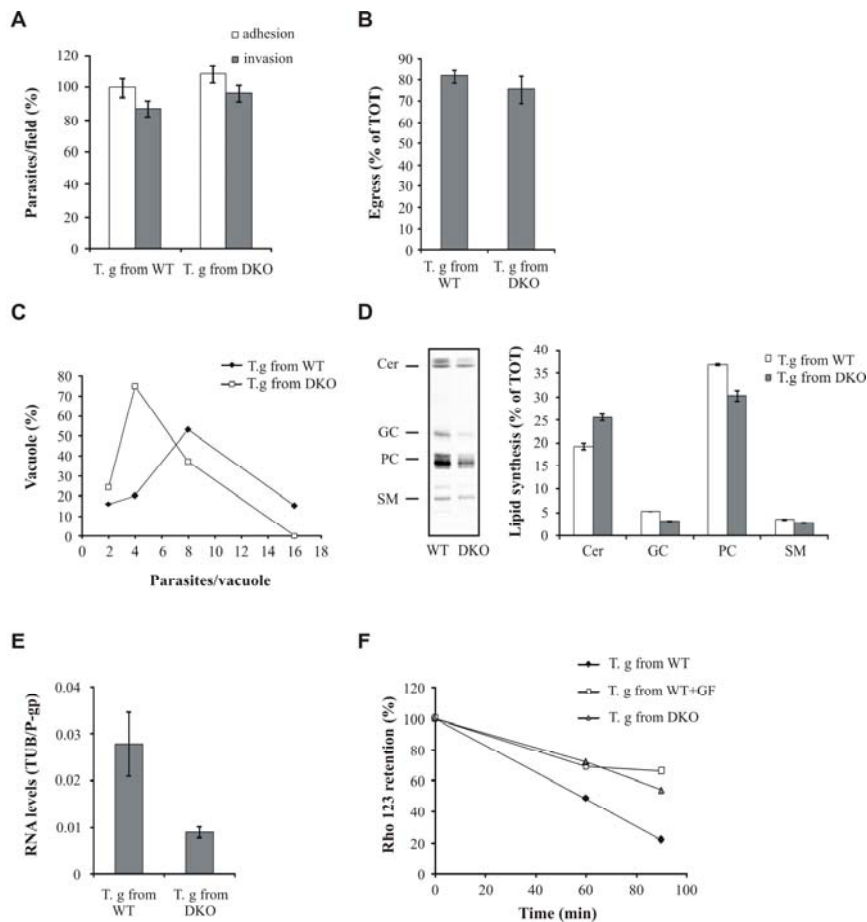 A
adhesion
invasion
Parasites/field (%)
120
100
80
60
40
20
0
T. g from WT
T. g from DKO
B
Egress (% of TOT)
90
80
70
60
50
40
30
20
10
0
T. g from
WT
T. g from
DKO
C
T.g from WT
T.g from DKO
Vacuole (%)
80
70
60
50
40
30
20
10
0
0 2 4 6 8 10 12 14 16 18
Parasites/vacuole
D
Cer
GC
PC
SM
WT DKO
T.g from WT
T.g from DKO
Lipid synthesis (% of TOT)
40
35
30
25
20
15
10
5
0
Cer GC PC SM
E
RNA levels (TUB/P-gp)
0.04
0.03
0.02
0.01
0
T. g from
WT
T. g from
DKO
F
T. g from WT
T. g from WT+GF
T. g from DKO
Rho 123 retention (%)
120
100
80
60
40
20
0
0 20 40 60 80 100
Time (min)